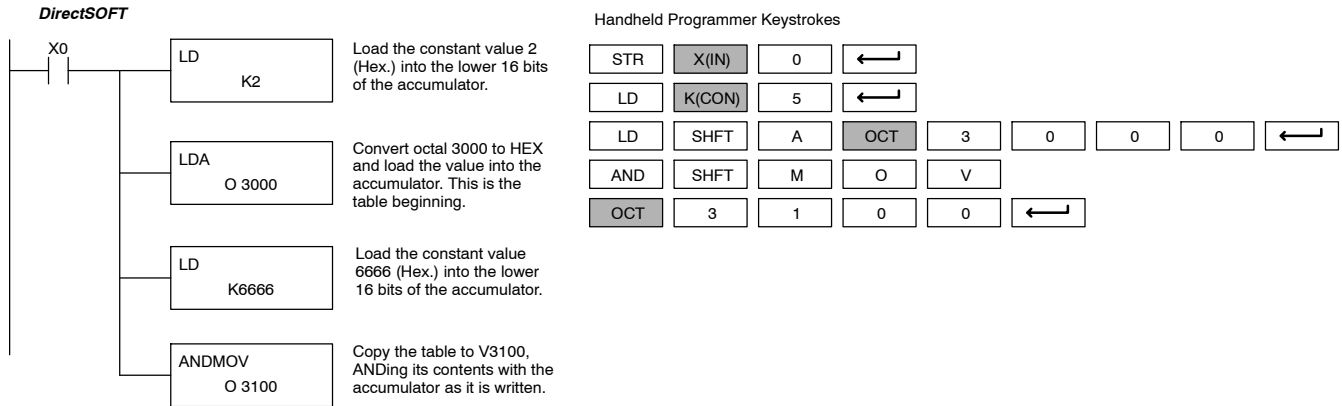 DirectSOFT
X0
LD
K2
Load the constant value 2
(Hex.) into the lower 16 bits
of the accumulator.
LDA
O 3000
Convert octal 3000 to HEX
and load the value into the
accumulator. This is the
table beginning.
LD
K6666
Load the constant value
6666 (Hex.) into the lower
16 bits of the accumulator.
ANDMOV
O 3100
Copy the table to V3100,
ANDing its contents with the
accumulator as it is written.
Handheld Programmer Keystrokes
STR X(IN) 0
LD K(CON) 5
LD SHFT A OCT 3 0 0 0
AND SHFT M O V
OCT 3 1 0 0